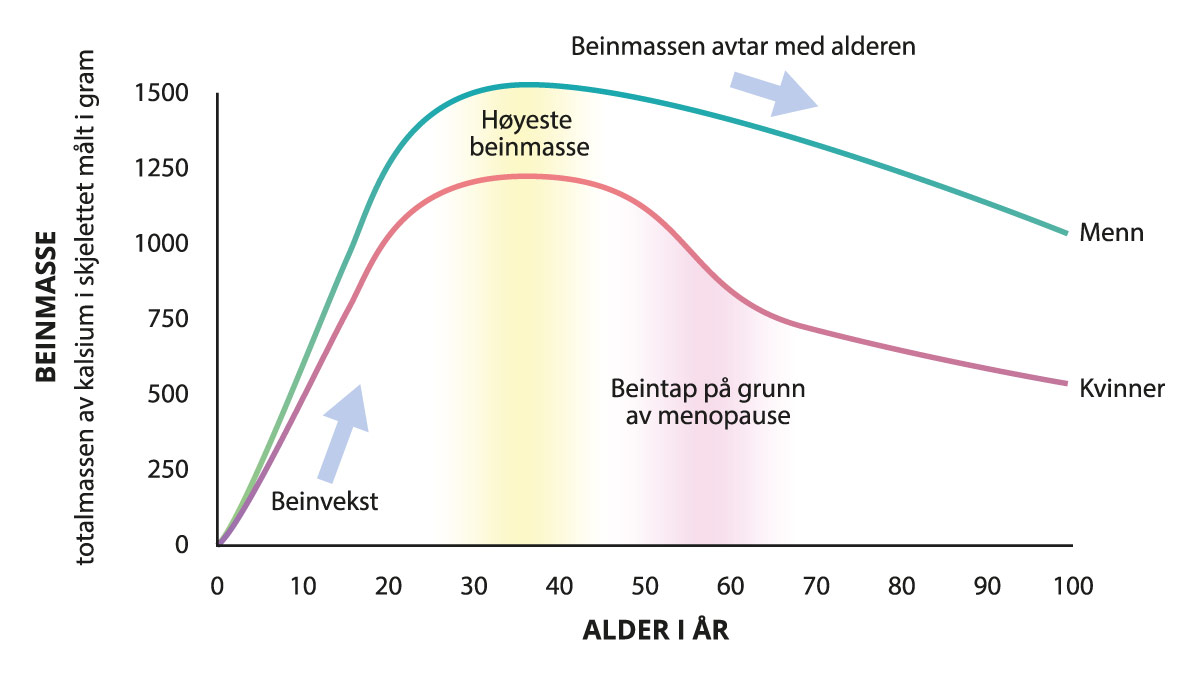 Beinmassen avtar med alderen
BEINMASSE
totalmassen av kalsium i skjelettet målt i gram
1500
1250
1000
750
500
250
0
Høyeste
beinmasse
Menn
Beintap på grunn
av menopause
Kvinner
Beinvekst
0 10 20 30 40 50 60 70 80 90 100
ALDER I ÅR